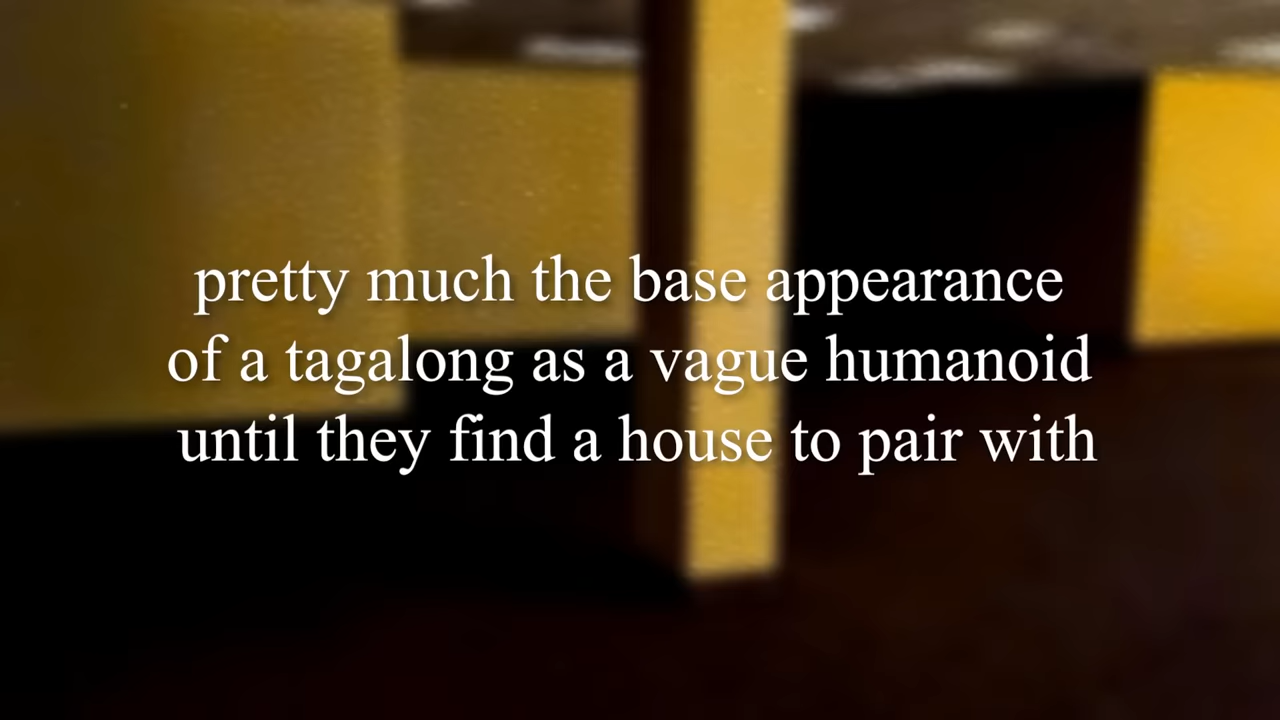 pretty much the base appearance
of a tagalong as a vague humanoid
until they find a house to pair with